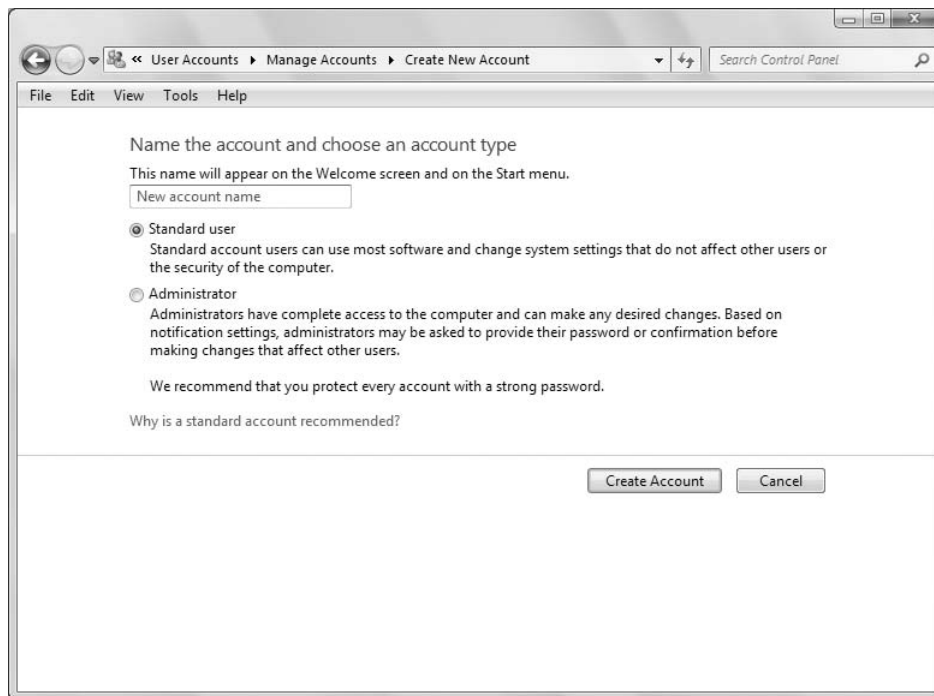 « User Accounts ▸ Manage Accounts ▸ Create New Account
Search Control Panel
File Edit View Tools Help
Name the account and choose an account type
This name will appear on the Welcome screen and on the Start menu.
New account name
Standard user
Standard account users can use most software and change system settings that do not affect other users or
the security of the computer.
Administrator
Administrators have complete access to the computer and can make any desired changes. Based on
notification settings, administrators may be asked to provide their password or confirmation before
making changes that affect other users.
We recommend that you protect every account with a strong password.
Why is a standard account recommended?
Create Account Cancel